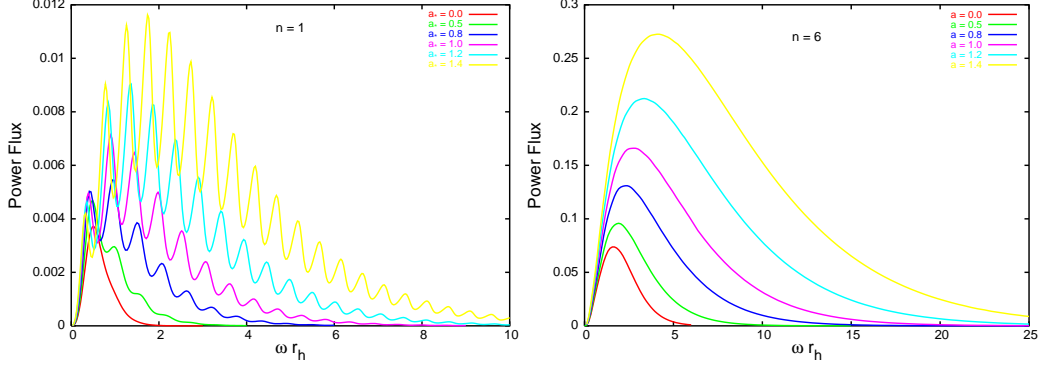 0.012
0.01
0.008
0.006
0.004
0.002
0
Power Flux
n = 1
a* = 0.0
a* = 0.5
a* = 0.8
a* = 1.0
a* = 1.2
a* = 1.4
0 2 4 6 8 10
ω r_h
0.3
0.25
0.2
0.15
0.1
0.05
0
Power Flux
n = 6
a = 0.0
a = 0.5
a = 0.8
a = 1.0
a = 1.2
a = 1.4
0 5 10 15 20 25
ω r_h